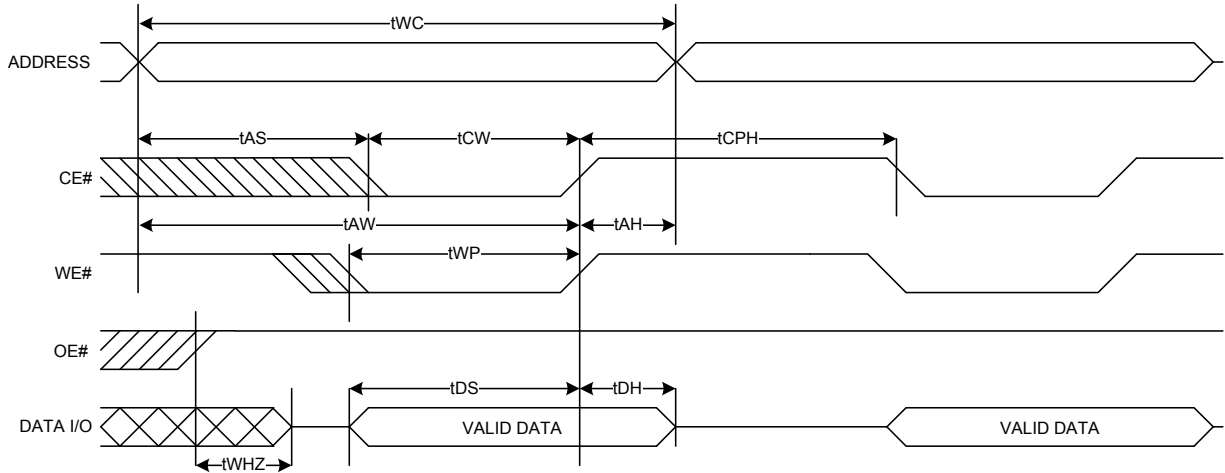 tWC
ADDRESS
tAS
tCW
tCPH
CE#
tAW
tAH
tWP
WE#
OE#
tDS
tDH
DATA I/O
VALID DATA
VALID DATA
tWHZ